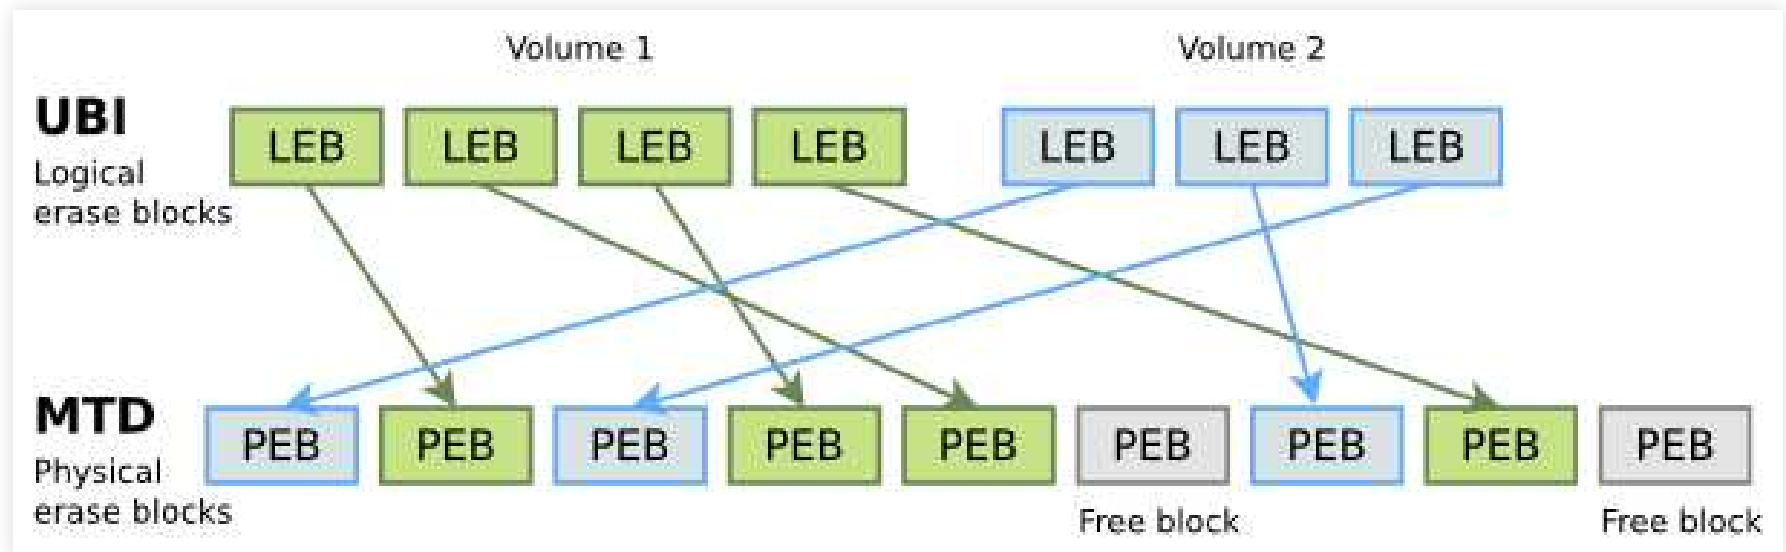 Volume 1 Volume 2
UBI
LEB LEB LEB LEB LEB LEB LEB
Logical
erase blocks
MTD
PEB PEB PEB PEB PEB PEB PEB PEB PEB
Physical
erase blocks
Free block Free block